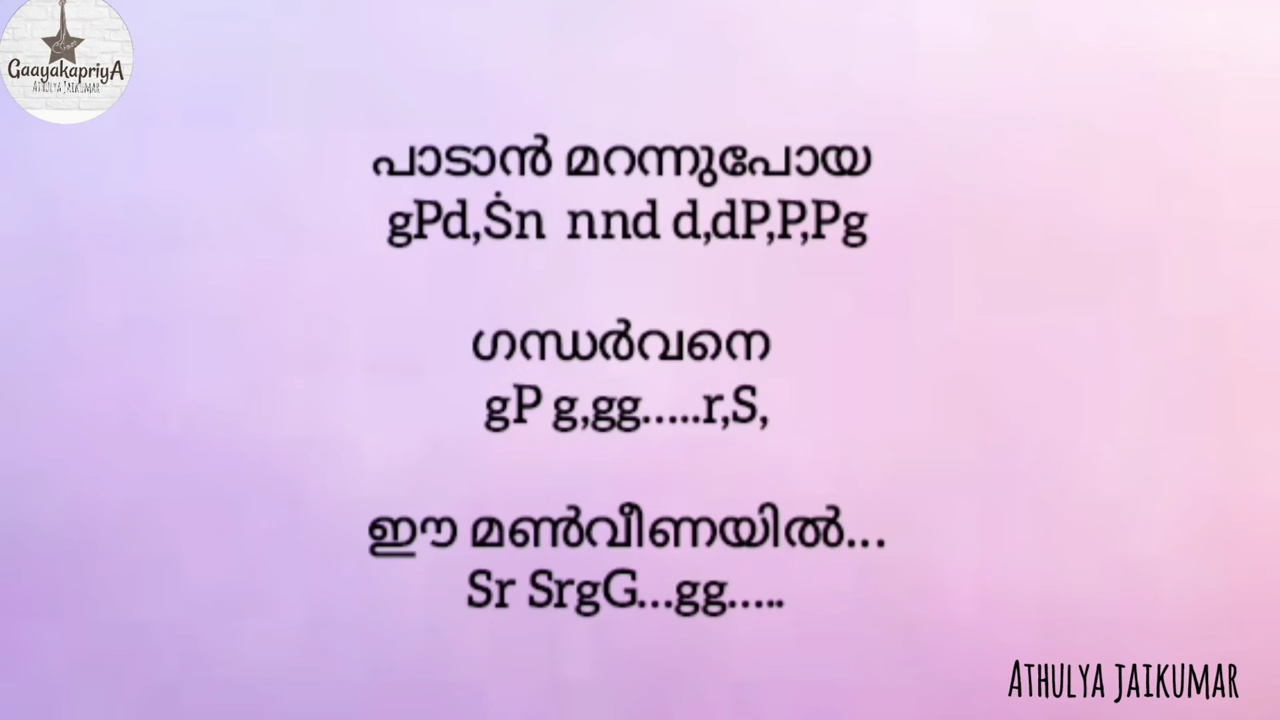 GaayakapriyA
ATHULYA JAIKUMAR
പാടാൻ മറന്നുപോയ
gPd,Ṡn nnd d,dP,P,Pg
ഗന്ധർവനെ
gP g,gg.....r,S,
ഈ മൺവീണയിൽ...
Sr SrgG...gg.....
ATHULYA JAIKUMAR